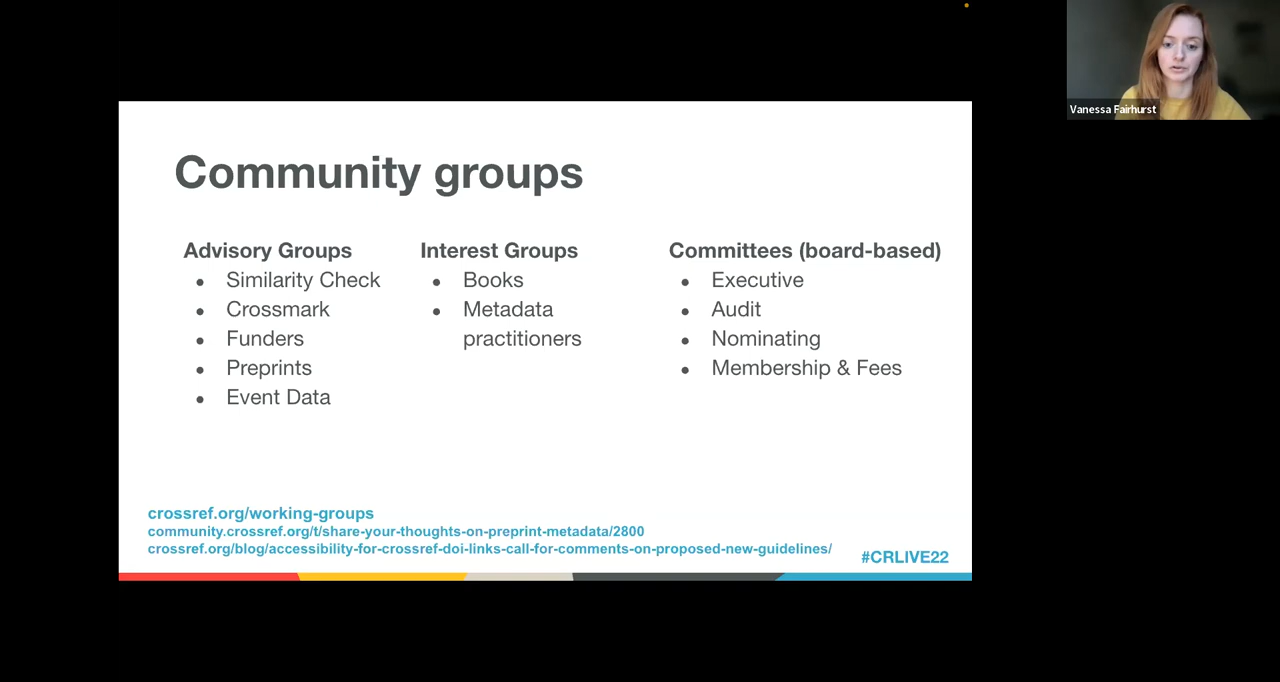 Vanessa Fairhurst
Community groups
Advisory Groups
• Similarity Check
• Crossmark
• Funders
• Preprints
• Event Data
Interest Groups
• Books
• Metadata
practitioners
Committees (board-based)
• Executive
• Audit
• Nominating
• Membership & Fees
crossref.org/working-groups
community.crossref.org/t/share-your-thoughts-on-preprint-metadata/2800
crossref.org/blog/accessibility-for-crossref-doi-links-call-for-comments-on-proposed-new-guidelines/
#CRLIVE22